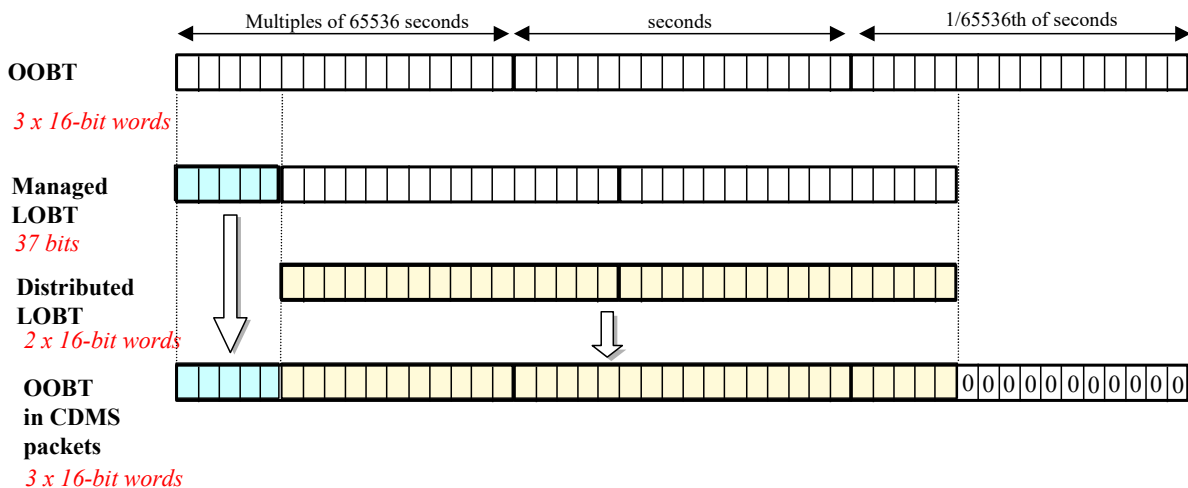 Multiples of 65536 seconds
seconds
1/65536th of seconds
OOBT
3 x 16-bit words
Managed
LOBT
37 bits
Distributed
LOBT
2 x 16-bit words
OOBT
in CDMS
packets
3 x 16-bit words
0 0 0 0 0 0 0 0 0 0 0